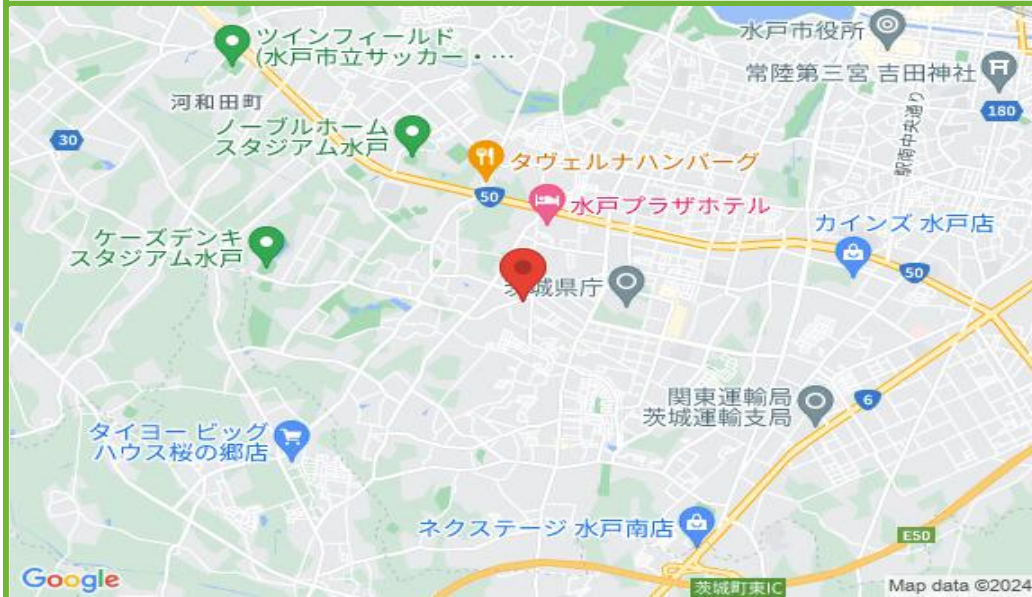 ツインフィールド
(水戸市立サッカー・…
水戸市役所
常陸第三宮 吉田神社
河和田町
180
30
ノーブルホーム
スタジアム水戸
駅南中央通り
タヴェルナハンバーグ
50
水戸プラザホテル
カインズ 水戸店
ケーズデンキ
スタジアム水戸
茨城県庁
50
関東運輸局
茨城運輸支局
6
タイヨー ビッグ
ハウス桜の郷店
ネクステージ 水戸南店
E50
Google
茨城町東IC
Map data ©2024